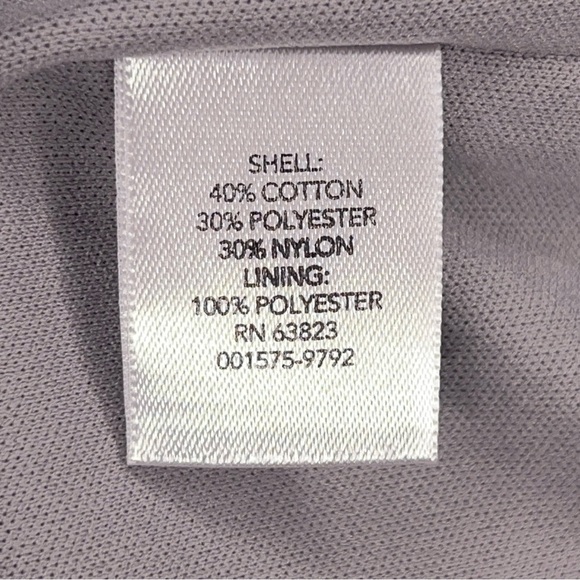 SHELL:
40% COTTON
30% POLYESTER
30% NYLON
LINING:
100% POLYESTER
RN 63823
001575-9792